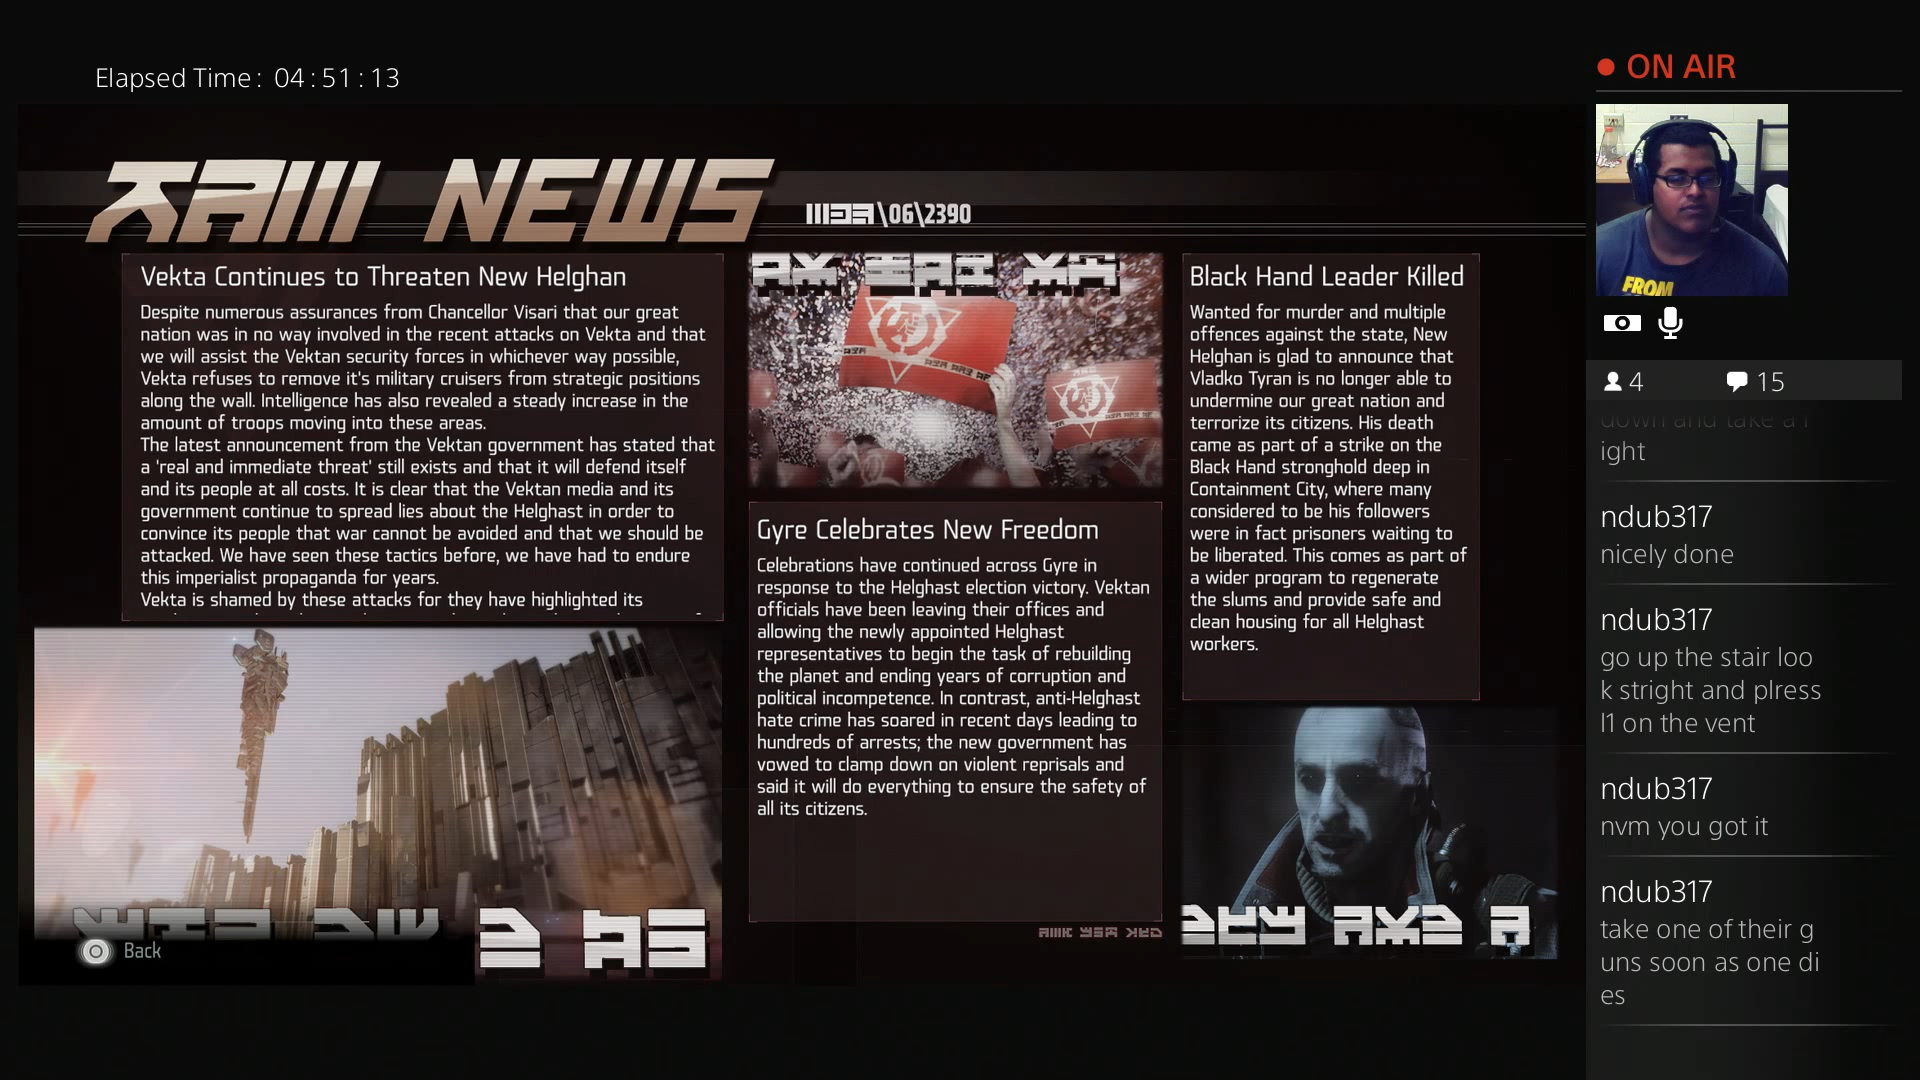 Elapsed Time: 04:51:13
ON AIR
NEWS
\06\2390
Vekta Continues to Threaten New Helghan
Despite numerous assurances from Chancellor Visari that our great
nation was in no way involved in the recent attacks on Vekta and that
we will assist the Vektan security forces in whichever way possible,
Vekta refuses to remove it's military cruisers from strategic positions
along the wall. Intelligence has also revealed a steady increase in the
amount of troops moving into these areas.
The latest announcement from the Vektan government has stated that
a 'real and immediate threat' still exists and that it will defend itself
and its people at all costs. It is clear that the Vektan media and its
government continue to spread lies about the Helghast in order to
convince its people that war cannot be avoided and that we should be
attacked. We have seen these tactics before, we have had to endure
this imperialist propaganda for years.
Vekta is shamed by these attacks for they have highlighted its
Back
Gyre Celebrates New Freedom
Celebrations have continued across Gyre in
response to the Helghast election victory. Vektan
officials have been leaving their offices and
allowing the newly appointed Helghast
representatives to begin the task of rebuilding
the planet and ending years of corruption and
political incompetence. In contrast, anti-Helghast
hate crime has soared in recent days leading to
hundreds of arrests; the new government has
vowed to clamp down on violent reprisals and
said it will do everything to ensure the safety of
all its citizens.
Black Hand Leader Killed
Wanted for murder and multiple
offences against the state, New
Helghan is glad to announce that
Vladko Tyran is no longer able to
undermine our great nation and
terrorize its citizens. His death
came as part of a strike on the
Black Hand stronghold deep in
Containment City, where many
considered to be his followers
were in fact prisoners waiting to
be liberated. This comes as part of
a wider program to regenerate
the slums and provide safe and
clean housing for all Helghast
workers.
FROM
4
15
down and take a r
ight
ndub317
nicely done
ndub317
go up the stair loo
k stright and plress
l1 on the vent
ndub317
nvm you got it
ndub317
take one of their g
uns soon as one di
es